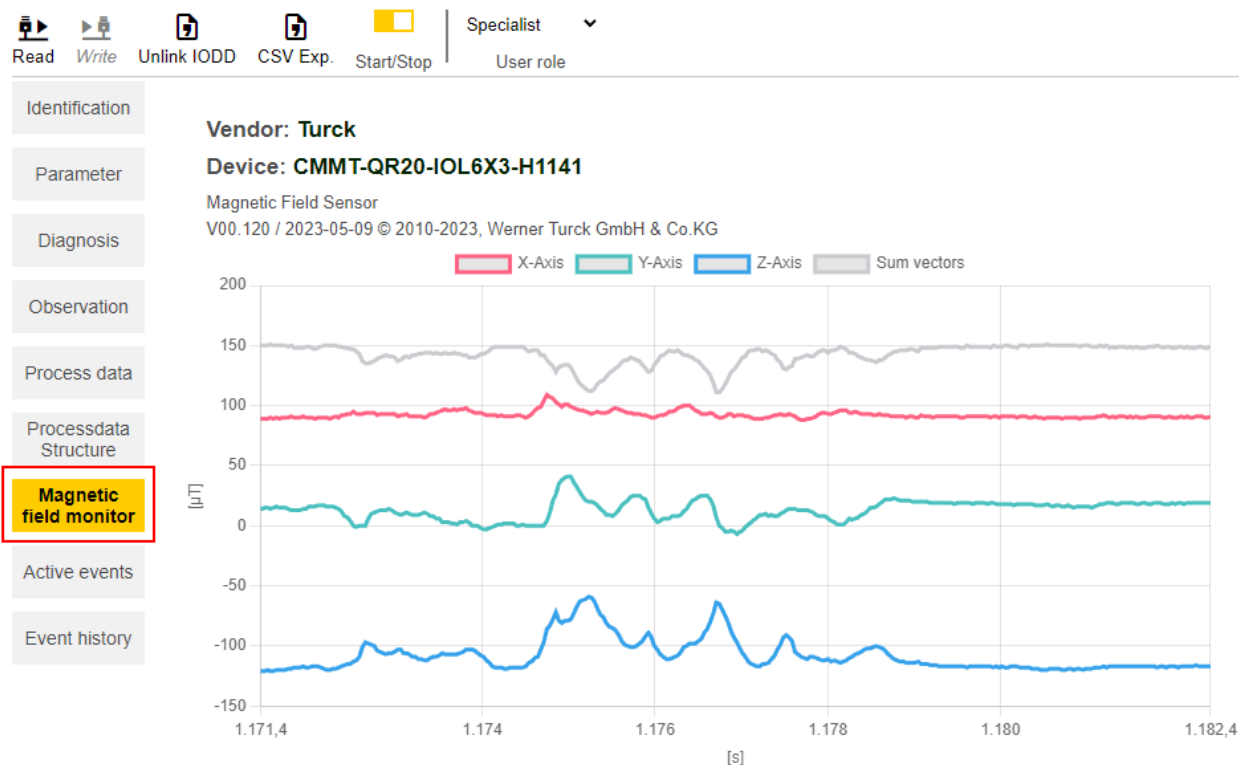 Read Write Unlink IODD CSV Exp. Start/Stop
Specialist
User role
Identification
Parameter
Diagnosis
Observation
Process data
Processdata
Structure
Magnetic
field monitor
Active events
Event history
Vendor: Turck
Device: CMMT-QR20-IOL6X3-H1141
Magnetic Field Sensor
V00.120 / 2023-05-09 © 2010-2023, Werner Turck GmbH & Co.KG
X-Axis Y-Axis Z-Axis Sum vectors
200
150
100
50
0
-50
-100
-150
[µT]
1.171,4 1.174 1.176 1.178 1.180 1.182,4
[s]